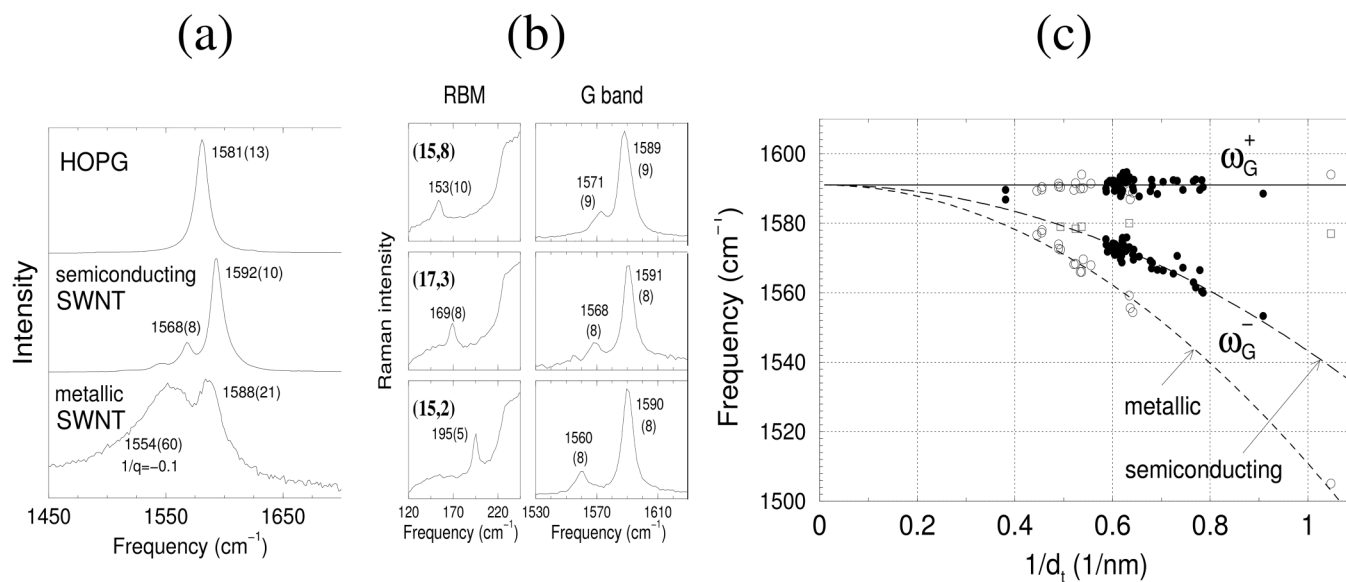 (a)
HOPG
1581(13)
semiconducting
SWNT
1592(10)
1568(8)
metallic
SWNT
1588(21)
1554(60)
1/q=−0.1
Intensity
1450 1550 1650
Frequency (cm⁻¹)
(b)
RBM G band
(15,8)
153(10)
1571
(9)
1589
(9)
(17,3)
169(8)
1568
(8)
1591
(8)
(15,2)
195(5)
1560
(8)
1590
(8)
Raman intensity
120 170 220
1530 1570 1610
Frequency (cm⁻¹) Frequency (cm⁻¹)
(c)
ω_G^+
ω_G^−
metallic
semiconducting
Frequency (cm⁻¹)
1600
1580
1560
1540
1520
1500
0 0.2 0.4 0.6 0.8 1
1/d_t (1/nm)